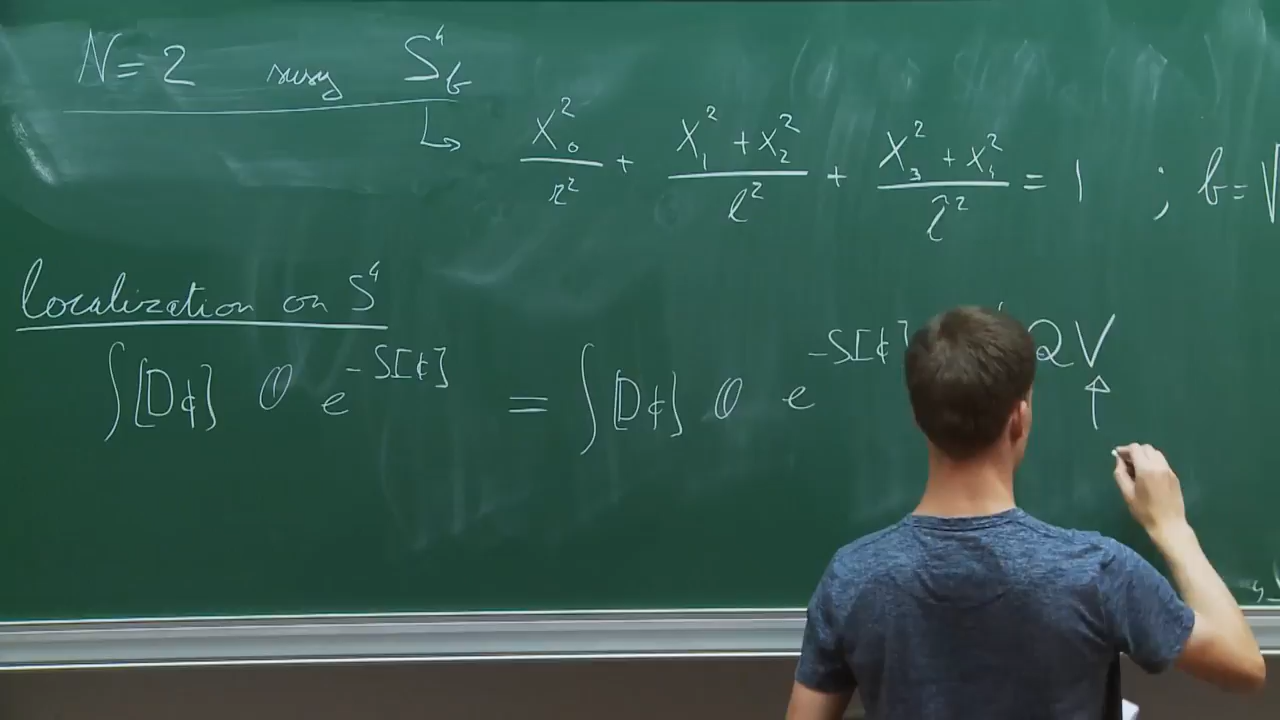 N=2 susy S⁴_b
↳ X₀²/r² + (X₁² + X₂²)/ℓ² + (X₃² + X₄²)/ℓ̃² = 1 ; b = √
localization on S⁴
∫[Dϕ] O e^{-S[ϕ]} = ∫[Dϕ] O e^{-S[ϕ] QV}
↑